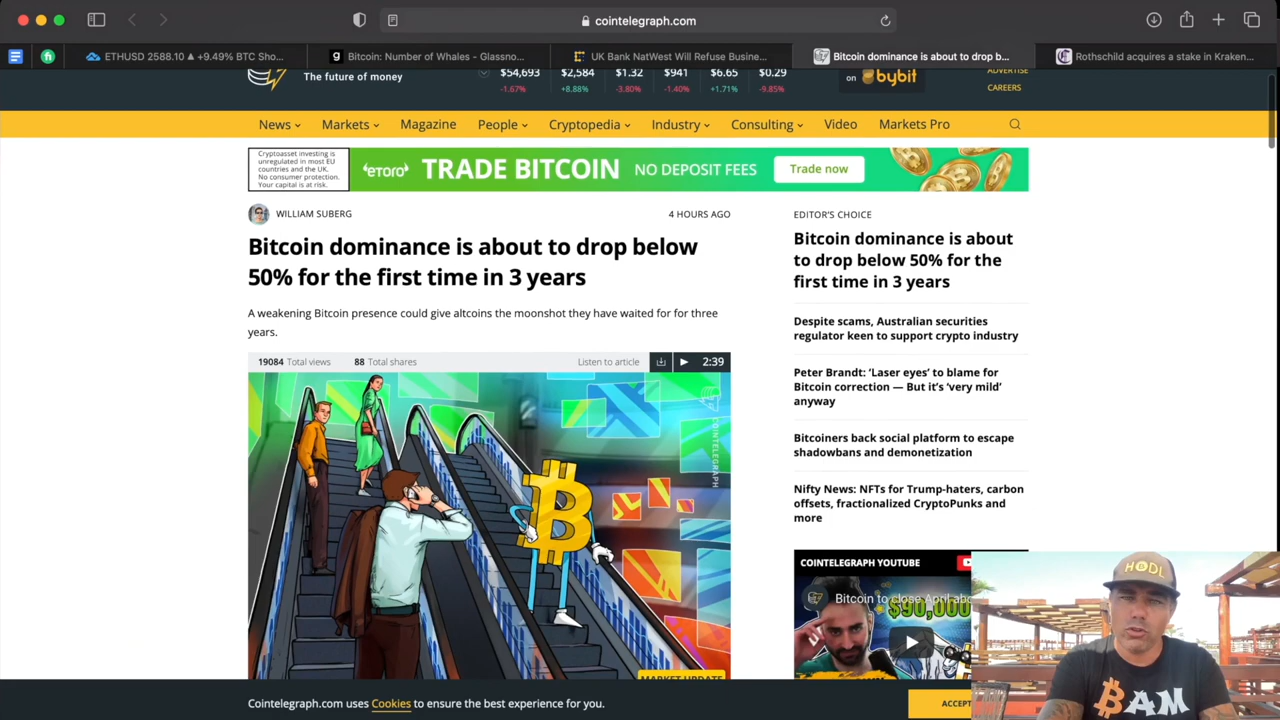 cointelegraph.com
ETHUSD 2588.10 ▲ +9.49% BTC Sho...
Bitcoin: Number of Whales - Glassno...
UK Bank NatWest Will Refuse Busine...
Bitcoin dominance is about to drop b...
Rothschild acquires a stake in Kraken...
The future of money
$54,693 $2,584 $1.32 $941 $6.65 $0.29
-1.67% +8.88% -3.80% -1.40% +1.71% -9.85%
on bybit
ADVERTISE
CAREERS
News Markets Magazine People Cryptopedia Industry Consulting Video Markets Pro
Cryptoasset investing is
unregulated in most EU
countries and the UK.
No consumer protection.
Your capital is at risk.
eToro TRADE BITCOIN NO DEPOSIT FEES Trade now
WILLIAM SUBERG 4 HOURS AGO
Bitcoin dominance is about to drop below
50% for the first time in 3 years
A weakening Bitcoin presence could give altcoins the moonshot they have waited for for three
years.
19084 Total views 88 Total shares Listen to article 2:39
COINTELEGRAPH
MARKET UPDATE
EDITOR'S CHOICE
Bitcoin dominance is about
to drop below 50% for the
first time in 3 years
Despite scams, Australian securities
regulator keen to support crypto industry
Peter Brandt: ‘Laser eyes’ to blame for
Bitcoin correction — But it’s ‘very mild’
anyway
Bitcoiners back social platform to escape
shadowbans and demonetization
Nifty News: NFTs for Trump-haters, carbon
offsets, fractionalized CryptoPunks and
more
COINTELEGRAPH YOUTUBE
Bitcoin to close April abo
$90,000
HODL
BAM
Cointelegraph.com uses Cookies to ensure the best experience for you.
ACCEPT